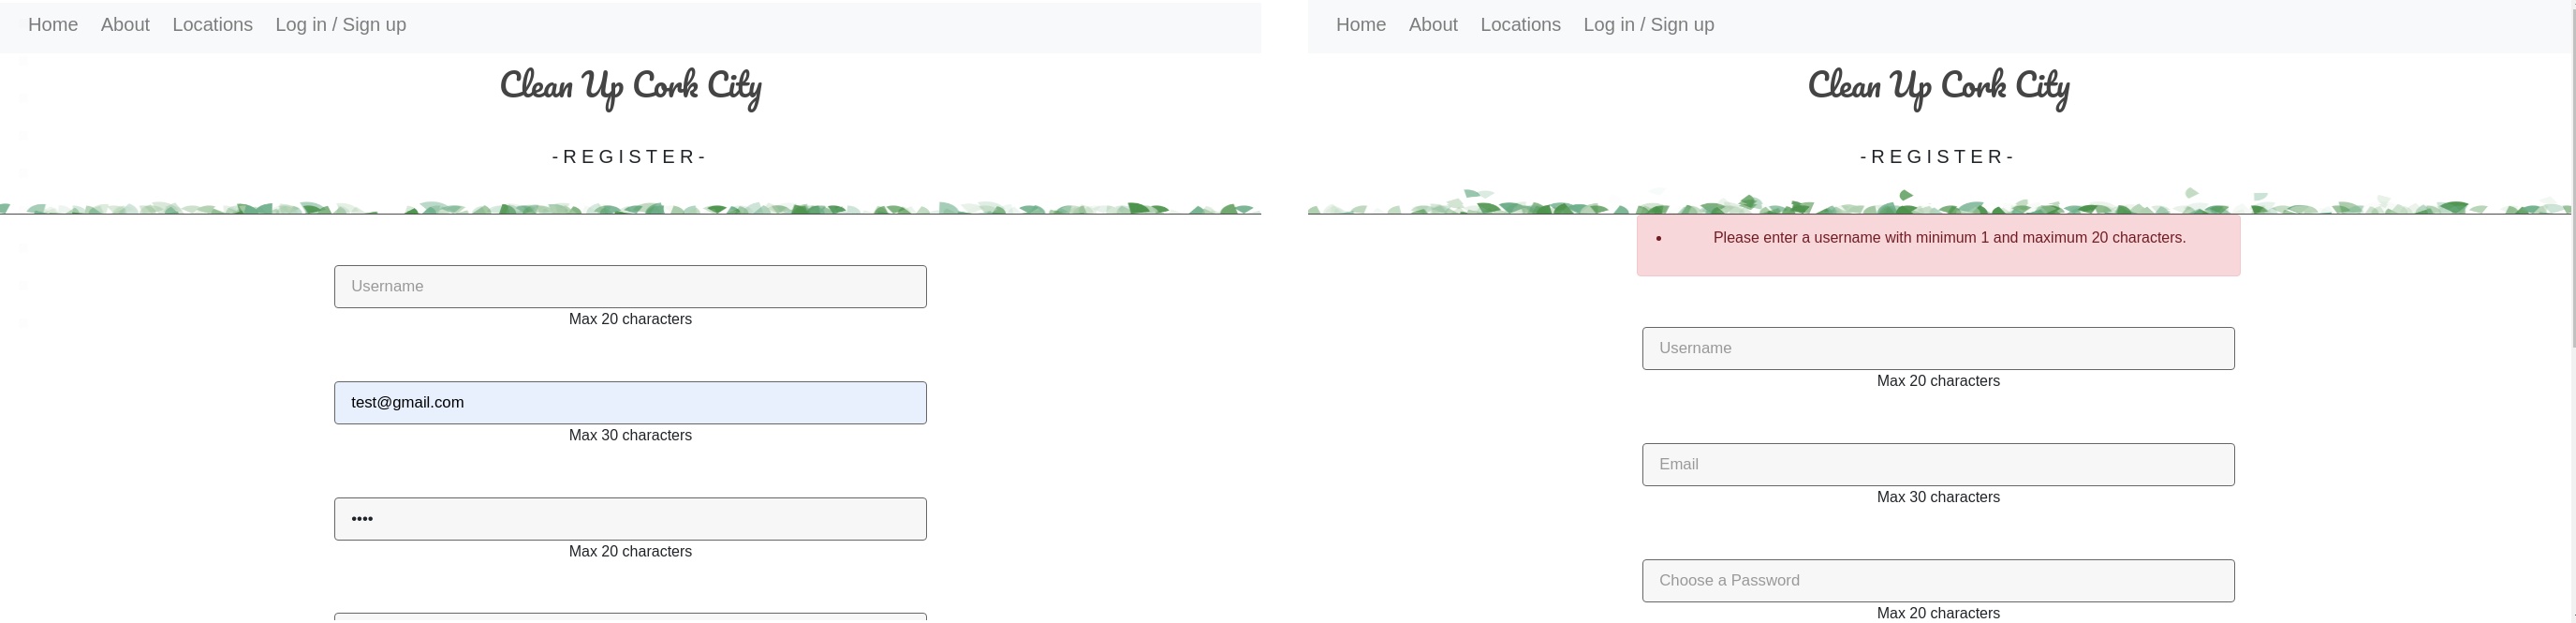 Home About Locations Log in / Sign up
Clean Up Cork City
-REGISTER-
Username
Max 20 characters
test@gmail.com
Max 30 characters
••••
Max 20 characters
Home About Locations Log in / Sign up
Clean Up Cork City
-REGISTER-
• Please enter a username with minimum 1 and maximum 20 characters.
Username
Max 20 characters
Email
Max 30 characters
Choose a Password
Max 20 characters